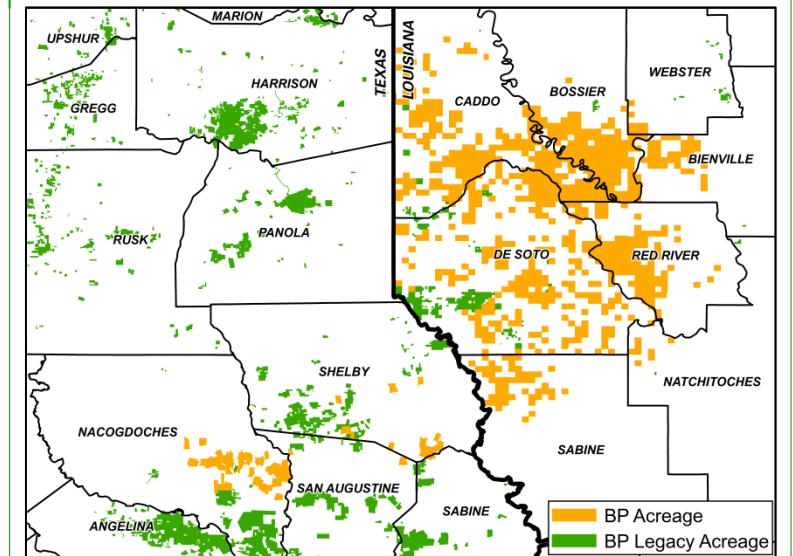 MARION
UPSHUR
HARRISON
GREGG
TEXAS
LOUISIANA
CADDO
BOSSIER
WEBSTER
BIENVILLE
RUSK
PANOLA
DE SOTO
RED RIVER
SHELBY
NATCHITOCHES
NACOGDOCHES
SABINE
SAN AUGUSTINE
SABINE
ANGELINA
BP Acreage
BP Legacy Acreage